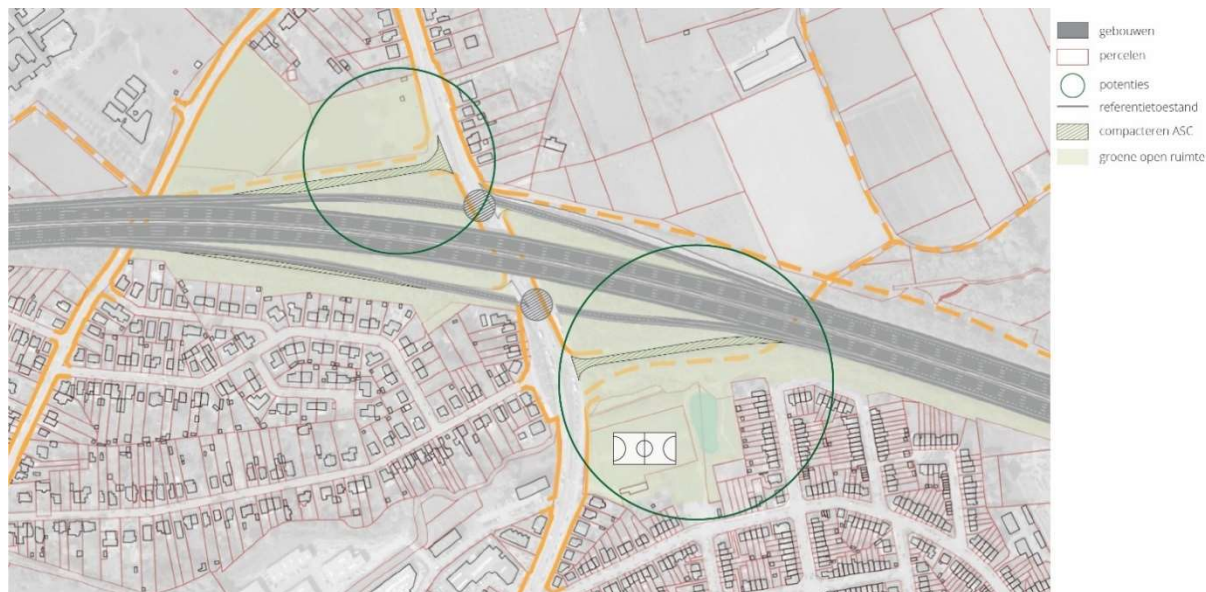 gebouwen
percelen
potenties
referentietoestand
compacteren ASC
groene open ruimte